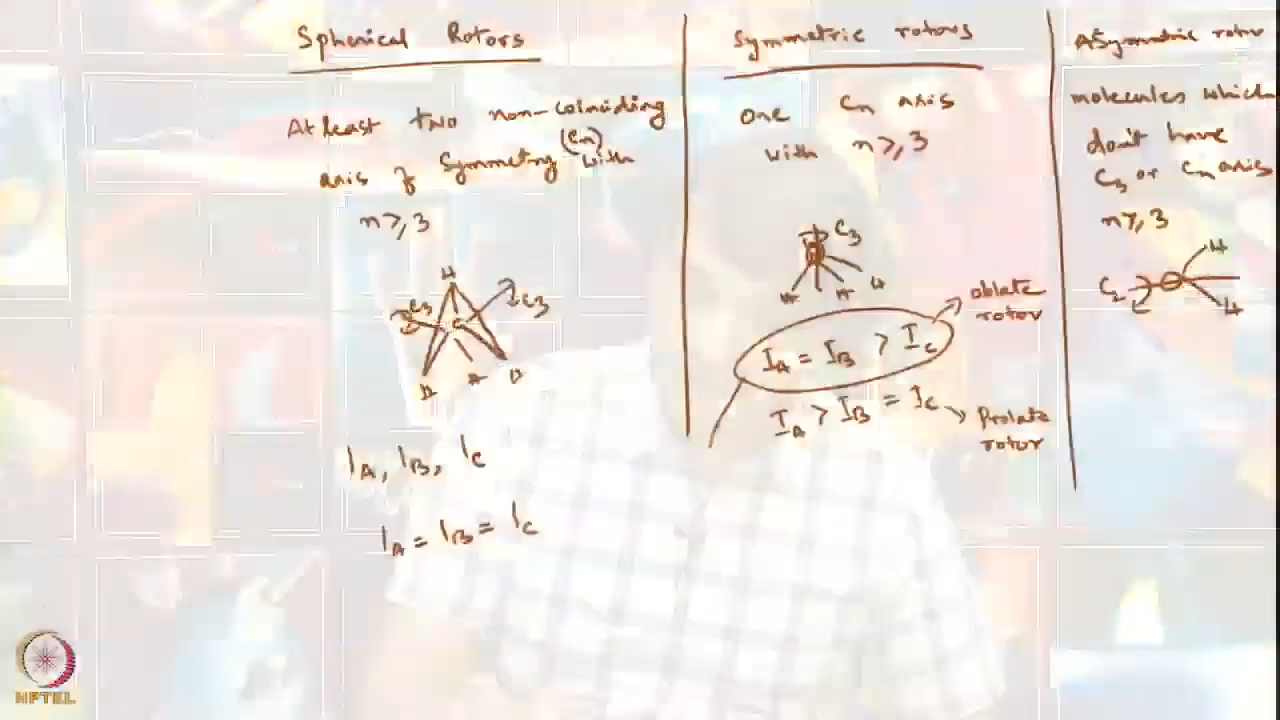 Spherical Rotors
At least two non-coinciding
axis of Symmetry (Cn) with
n ≥ 3
H
C3
C
C3
H H H
IA, IB, IC
IA = IB = IC
Symmetric rotors
One Cn axis
with n ≥ 3
C3
H H H
IA = IB > IC
oblate
rotor
IA > IB = IC
Prolate
rotor
ASymmetric rotor
molecules which
don't have
C3 or Cn axis
n ≥ 3
H
C2
H
NPTEL